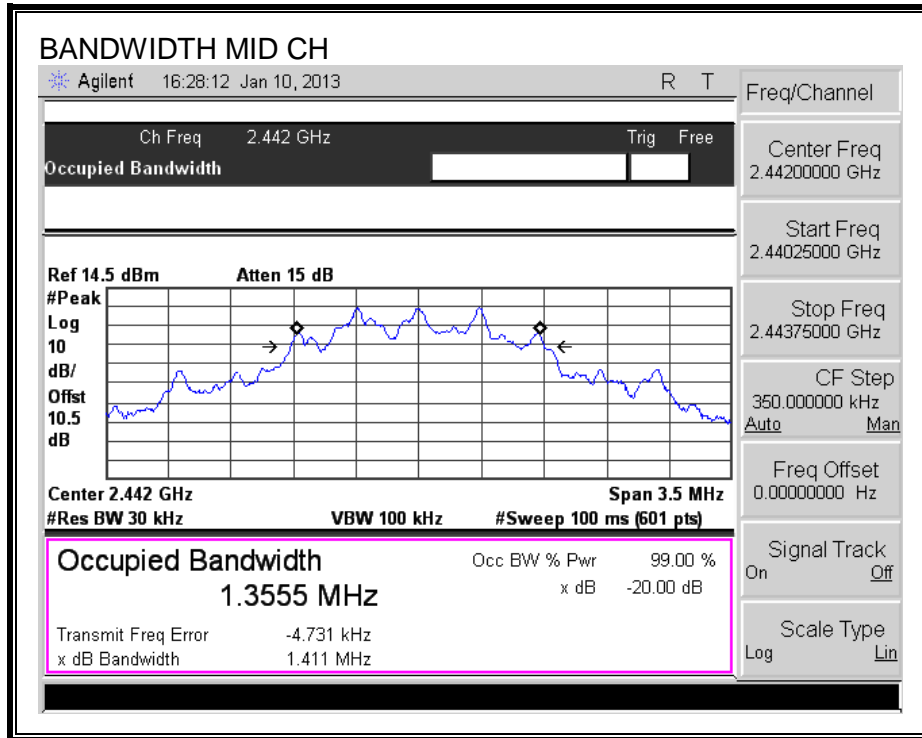 BANDWIDTH MID CH
Agilent 16:28:12 Jan 10, 2013 R T
Ch Freq 2.442 GHz Trig Free
Occupied Bandwidth
Ref 14.5 dBm Atten 15 dB
#Peak
Log
10
dB/
Offst
10.5
dB
Center 2.442 GHz Span 3.5 MHz
#Res BW 30 kHz VBW 100 kHz #Sweep 100 ms (601 pts)
Occupied Bandwidth Occ BW % Pwr 99.00 %
1.3555 MHz x dB -20.00 dB
Transmit Freq Error -4.731 kHz
x dB Bandwidth 1.411 MHz
Freq/Channel
Center Freq
2.44200000 GHz
Start Freq
2.44025000 GHz
Stop Freq
2.44375000 GHz
CF Step
350.000000 kHz
Auto Man
Freq Offset
0.00000000 Hz
Signal Track
On Off
Scale Type
Log Lin